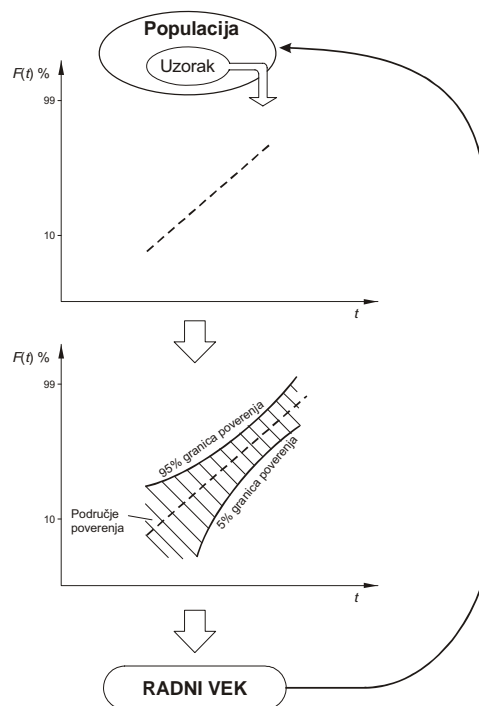 Populacija
Uzorak
F(t) %
99
10
t
F(t) %
99
95% granica poverenja
5% granica poverenja
10
Područje
poverenja
t
RADNI VEK